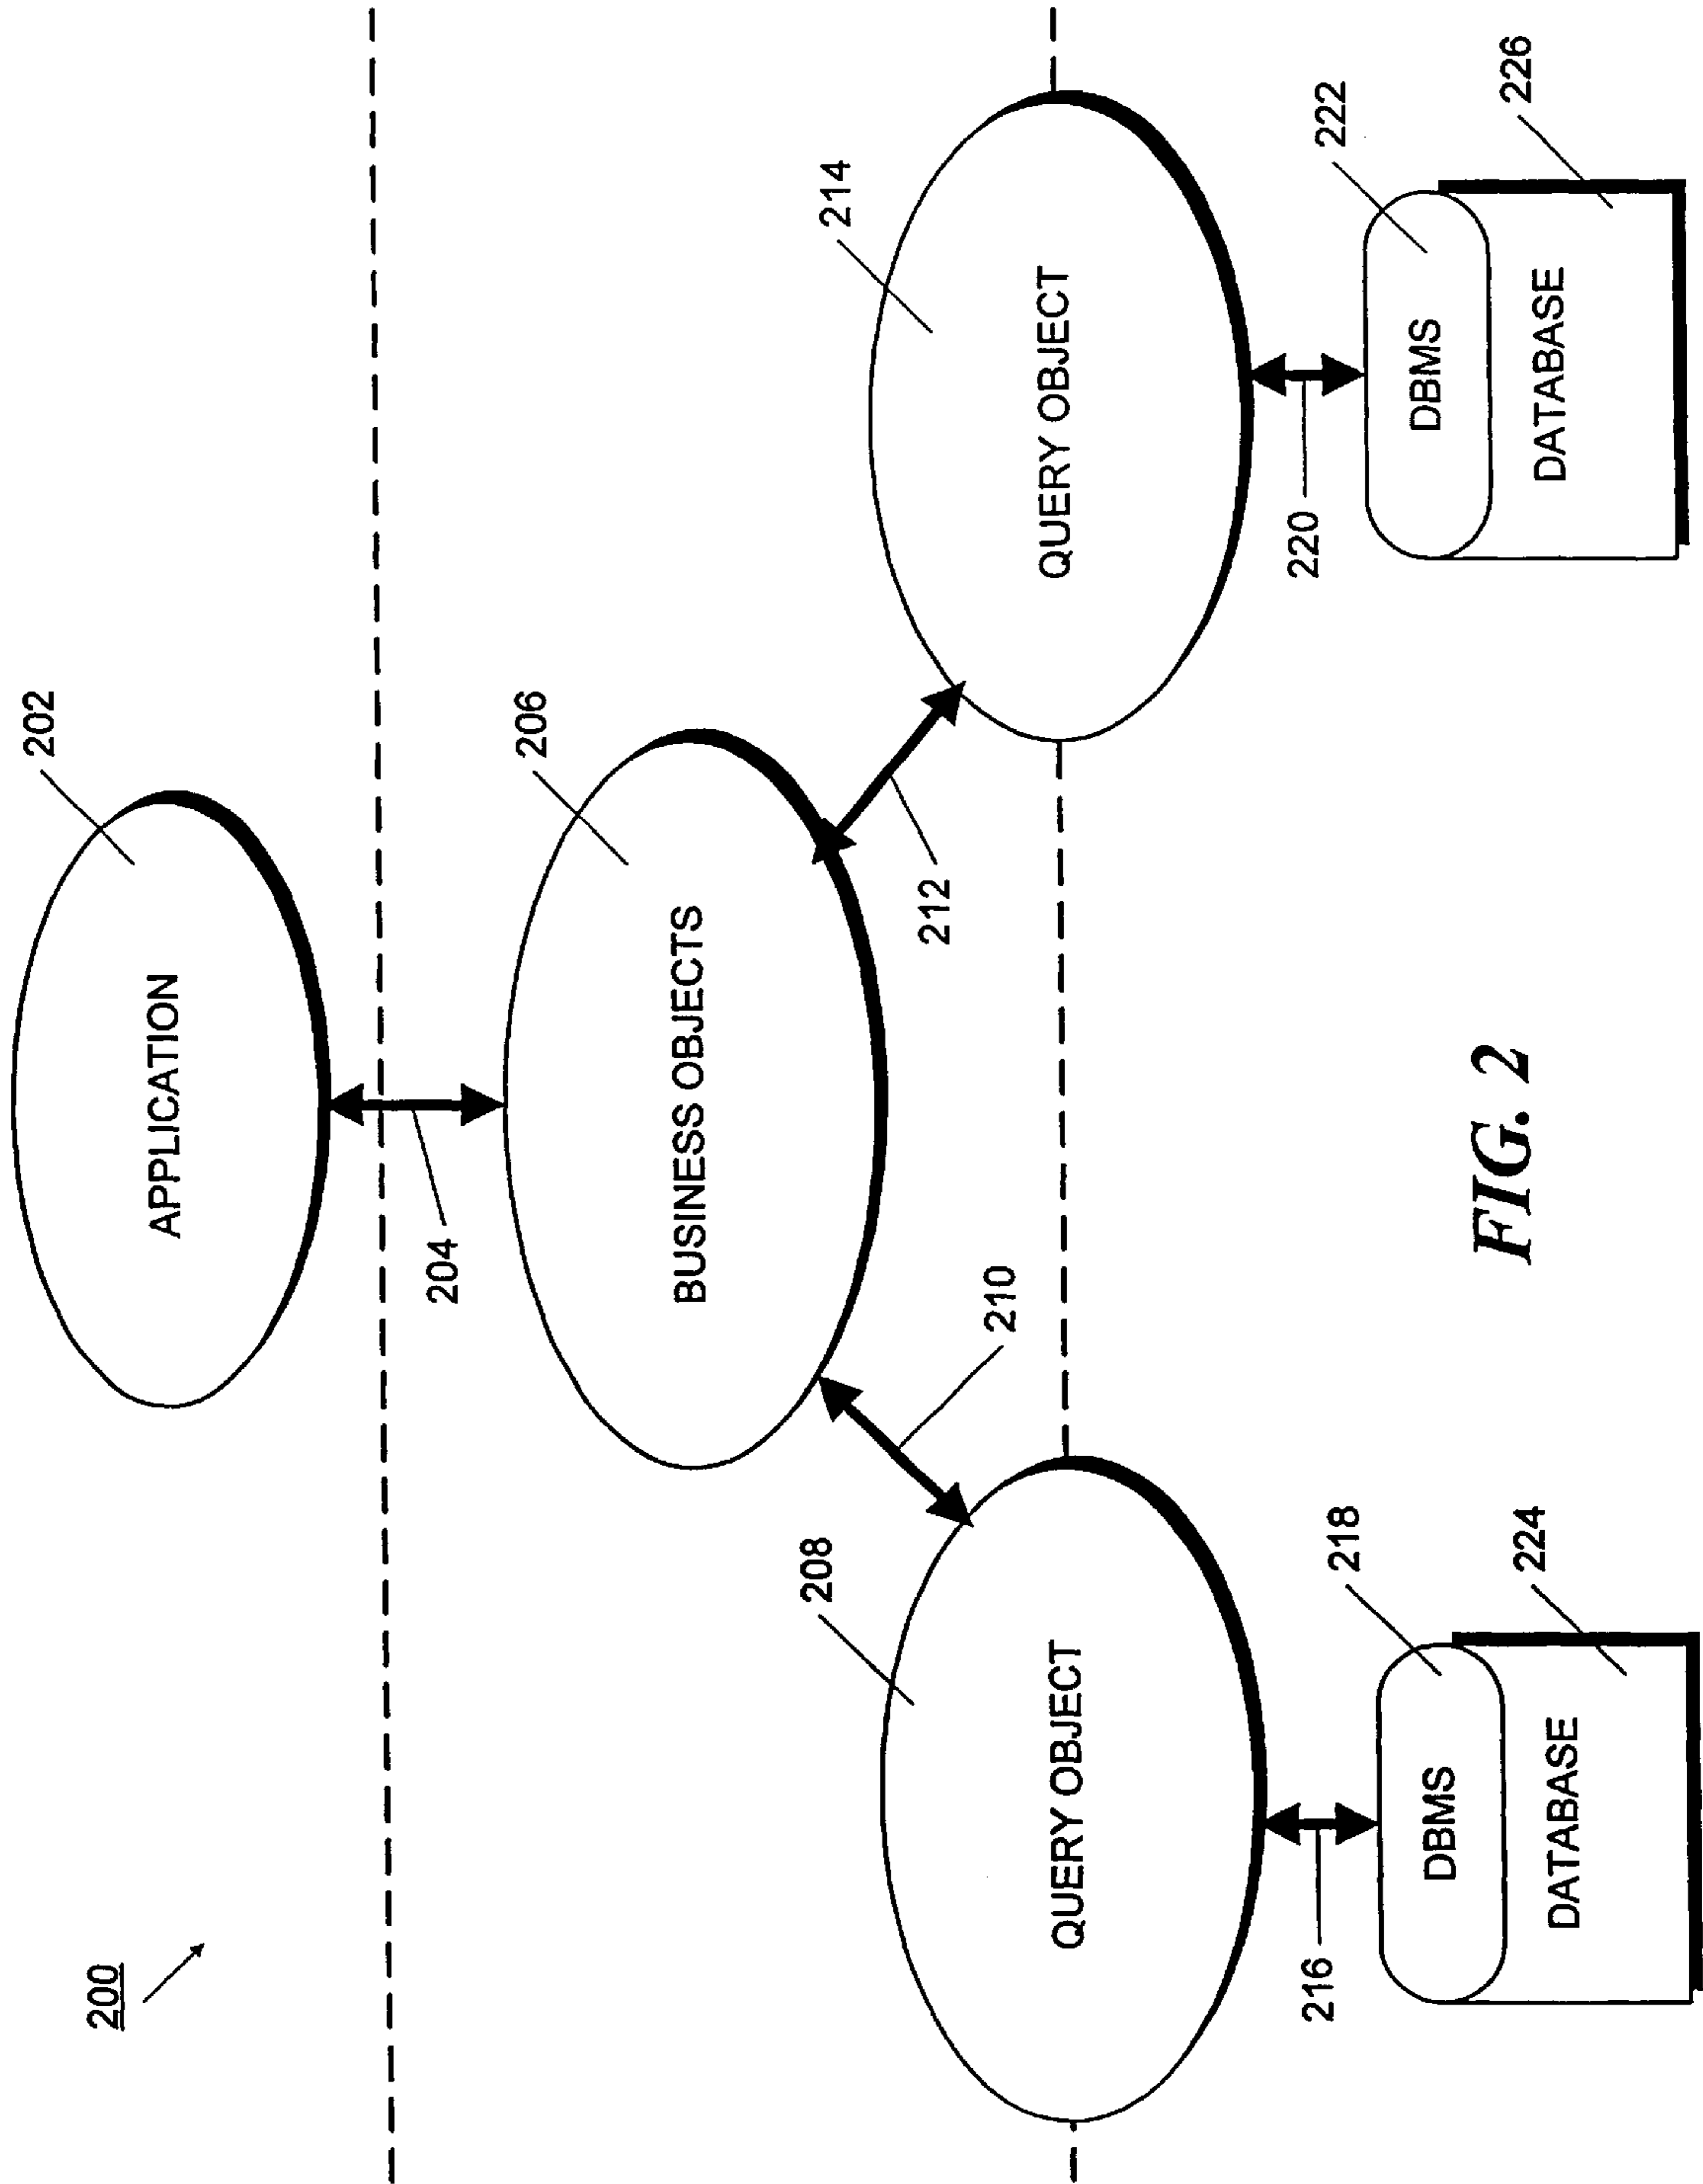 200
202
APPLICATION
204
206
BUSINESS OBJECTS
210
212
208
214
QUERY OBJECT
QUERY OBJECT
216
220
218
222
DBMS
DBMS
224
226
DATABASE
DATABASE
FIG. 2